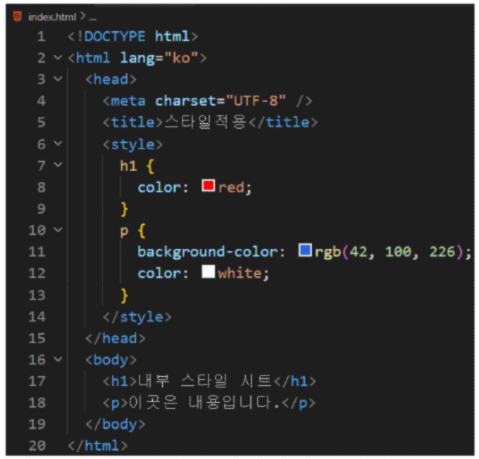 index.html > ...
1 <!DOCTYPE html>
2 <html lang="ko">
3 <head>
4 <meta charset="UTF-8" />
5 <title>스타일적용</title>
6 <style>
7 h1 {
8 color: red;
9 }
10 p {
11 background-color: rgb(42, 100, 226);
12 color: white;
13 }
14 </style>
15 </head>
16 <body>
17 <h1>내부 스타일 시트</h1>
18 <p>이곳은 내용입니다.</p>
19 </body>
20 </html>